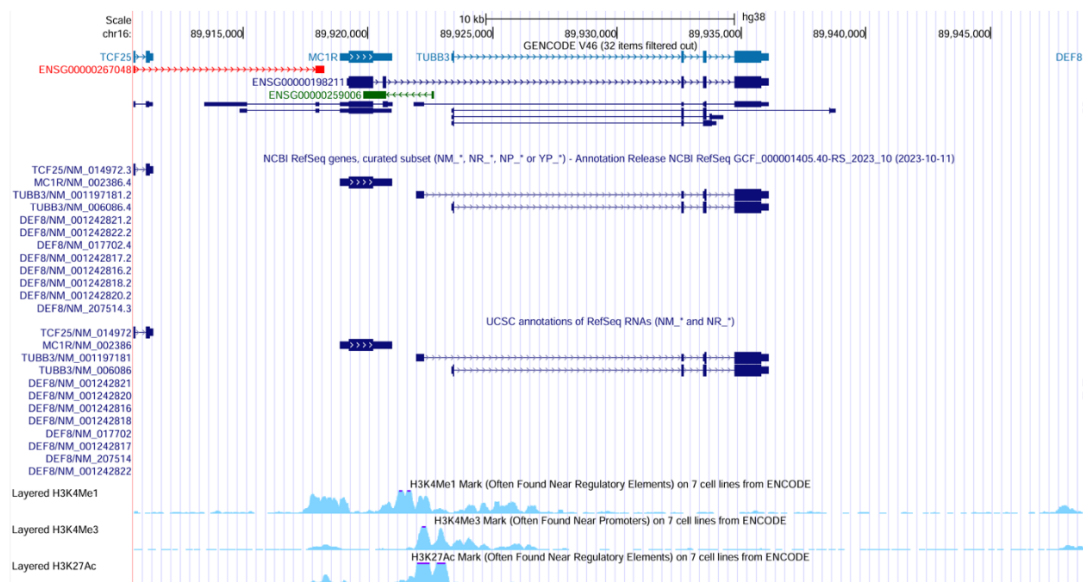 Scale 10 kb hg38
chr16: 89,915,000 89,920,000 89,925,000 89,930,000 89,935,000 89,940,000 89,945,000
GENCODE V46 (32 items filtered out)
TCF25 MC1R TUBB3 DEF8
ENSG00000267048
ENSG00000198211
ENSG00000259006
NCBI RefSeq genes, curated subset (NM_*, NR_*, NP_* or YP_*) - Annotation Release NCBI RefSeq GCF_000001405.40-RS_2023_10 (2023-10-11)
TCF25/NM_014972.3
MC1R/NM_002386.4
TUBB3/NM_001197181.2
TUBB3/NM_006086.4
DEF8/NM_001242821.2
DEF8/NM_001242822.2
DEF8/NM_017702.4
DEF8/NM_001242817.2
DEF8/NM_001242816.2
DEF8/NM_001242818.2
DEF8/NM_001242820.2
DEF8/NM_207514.3
UCSC annotations of RefSeq RNAs (NM_* and NR_*)
TCF25/NM_014972
MC1R/NM_002386
TUBB3/NM_001197181
TUBB3/NM_006086
DEF8/NM_001242821
DEF8/NM_001242820
DEF8/NM_001242816
DEF8/NM_001242818
DEF8/NM_017702
DEF8/NM_001242817
DEF8/NM_207514
DEF8/NM_001242822
H3K4Me1 Mark (Often Found Near Regulatory Elements) on 7 cell lines from ENCODE
Layered H3K4Me1
H3K4Me3 Mark (Often Found Near Promoters) on 7 cell lines from ENCODE
Layered H3K4Me3
H3K27Ac Mark (Often Found Near Regulatory Elements) on 7 cell lines from ENCODE
Layered H3K27Ac